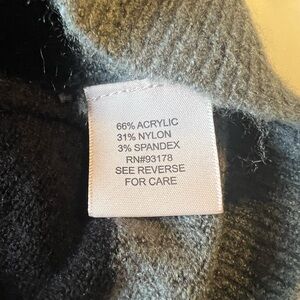 66% ACRYLIC
31% NYLON
3% SPANDEX
RN#93178
SEE REVERSE
FOR CARE